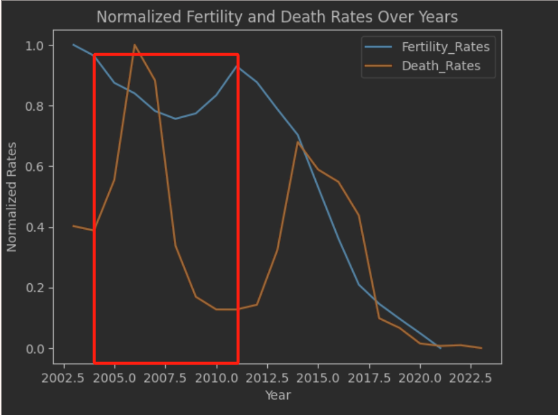 Normalized Fertility and Death Rates Over Years
1.0
0.8
0.6
0.4
0.2
0.0
Normalized Rates
Fertility_Rates
Death_Rates
2002.5 2005.0 2007.5 2010.0 2012.5 2015.0 2017.5 2020.0 2022.5
Year